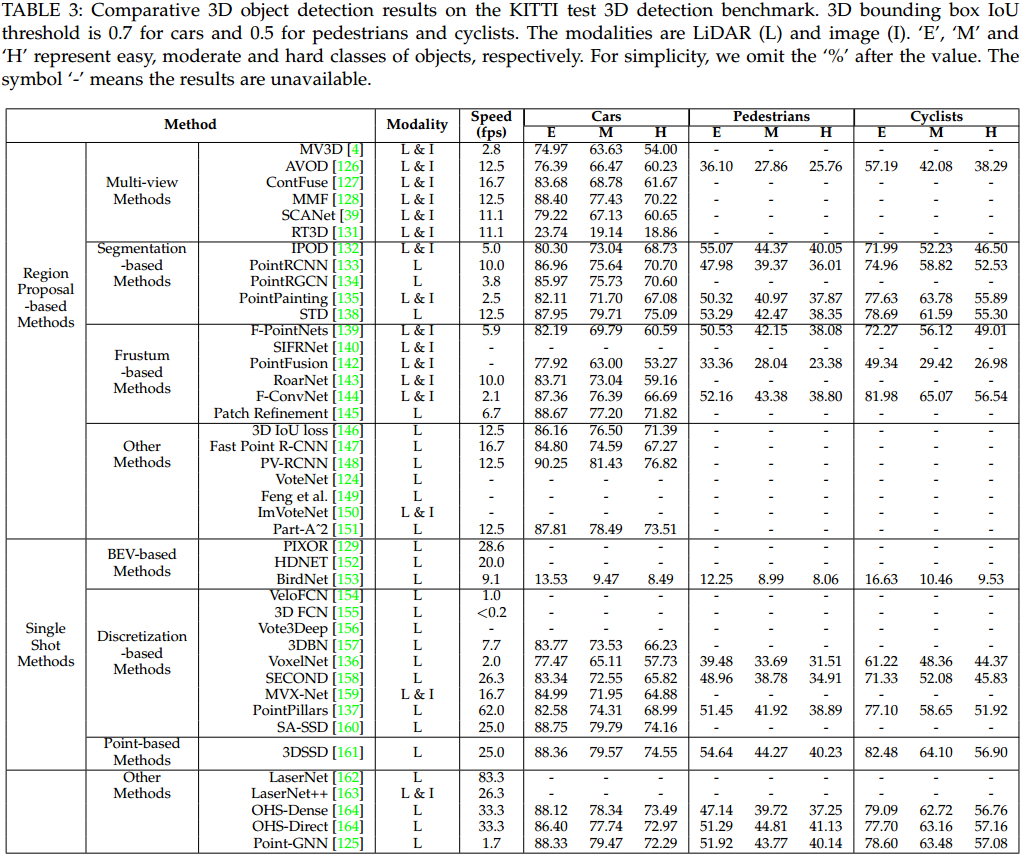 TABLE 3: Comparative 3D object detection results on the KITTI test 3D detection benchmark. 3D bounding box IoU
threshold is 0.7 for cars and 0.5 for pedestrians and cyclists. The modalities are LiDAR (L) and image (I). ‘E’, ‘M’ and
‘H’ represent easy, moderate and hard classes of objects, respectively. For simplicity, we omit the ‘%’ after the value. The
symbol ‘-’ means the results are unavailable.
Method Modality Speed (fps) Cars Pedestrians Cyclists
E M H E M H E M H
Region Proposal -based Methods
Multi-view Methods
MV3D [4] L & I 2.8 74.97 63.63 54.00 - - - - - -
AVOD [126] L & I 12.5 76.39 66.47 60.23 36.10 27.86 25.76 57.19 42.08 38.29
ContFuse [127] L & I 16.7 83.68 68.78 61.67 - - - - - -
MMF [128] L & I 12.5 88.40 77.43 70.22 - - - - - -
SCANet [39] L & I 11.1 79.22 67.13 60.65 - - - - - -
RT3D [131] L & I 11.1 23.74 19.14 18.86 - - - - - -
Segmentation -based Methods
IPOD [132] L & I 5.0 80.30 73.04 68.73 55.07 44.37 40.05 71.99 52.23 46.50
PointRCNN [133] L 10.0 86.96 75.64 70.70 47.98 39.37 36.01 74.96 58.82 52.53
PointRGCN [134] L 3.8 85.97 75.73 70.60 - - - - - -
PointPainting [135] L & I 2.5 82.11 71.70 67.08 50.32 40.97 37.87 77.63 63.78 55.89
STD [138] L 12.5 87.95 79.71 75.09 53.29 42.47 38.35 78.69 61.59 55.30
Frustum -based Methods
F-PointNets [139] L & I 5.9 82.19 69.79 60.59 50.53 42.15 38.08 72.27 56.12 49.01
SIFRNet [140] L & I - - - - - - - - - -
PointFusion [142] L & I - 77.92 63.00 53.27 33.36 28.04 23.38 49.34 29.42 26.98
RoarNet [143] L & I 10.0 83.71 73.04 59.16 - - - - - -
F-ConvNet [144] L & I 2.1 87.36 76.39 66.69 52.16 43.38 38.80 81.98 65.07 56.54
Patch Refinement [145] L 6.7 88.67 77.20 71.82 - - - - - -
Other Methods
3D IoU loss [146] L 12.5 86.16 76.50 71.39 - - - - - -
Fast Point R-CNN [147] L 16.7 84.80 74.59 67.27 - - - - - -
PV-RCNN [148] L 12.5 90.25 81.43 76.82 - - - - - -
VoteNet [124] L - - - - - - - - - -
Feng et al. [149] L - - - - - - - - - -
ImVoteNet [150] L & I - - - - - - - - - -
Part-Aˆ2 [151] L 12.5 87.81 78.49 73.51 - - - - - -
Single Shot Methods
BEV-based Methods
PIXOR [129] L 28.6 - - - - - - - - -
HDNET [152] L 20.0 - - - - - - - - -
BirdNet [153] L 9.1 13.53 9.47 8.49 12.25 8.99 8.06 16.63 10.46 9.53
Discretization -based Methods
VeloFCN [154] L 1.0 - - - - - - - - -
3D FCN [155] L <0.2 - - - - - - - - -
Vote3Deep [156] L - - - - - - - - - -
3DBN [157] L 7.7 83.77 73.53 66.23 - - - - - -
VoxelNet [136] L 2.0 77.47 65.11 57.73 39.48 33.69 31.51 61.22 48.36 44.37
SECOND [158] L 26.3 83.34 72.55 65.82 48.96 38.78 34.91 71.33 52.08 45.83
MVX-Net [159] L & I 16.7 84.99 71.95 64.88 - - - - - -
PointPillars [137] L 62.0 82.58 74.31 68.99 51.45 41.92 38.89 77.10 58.65 51.92
SA-SSD [160] L 25.0 88.75 79.79 74.16 - - - - - -
Point-based Methods
3DSSD [161] L 25.0 88.36 79.57 74.55 54.64 44.27 40.23 82.48 64.10 56.90
Other Methods
LaserNet [162] L 83.3 - - - - - - - - -
LaserNet++ [163] L & I 26.3 - - - - - - - - -
OHS-Dense [164] L 33.3 88.12 78.34 73.49 47.14 39.72 37.25 79.09 62.72 56.76
OHS-Direct [164] L 33.3 86.40 77.74 72.97 51.29 44.81 41.13 77.70 63.16 57.16
Point-GNN [125] L 1.7 88.33 79.47 72.29 51.92 43.77 40.14 78.60 63.48 57.08